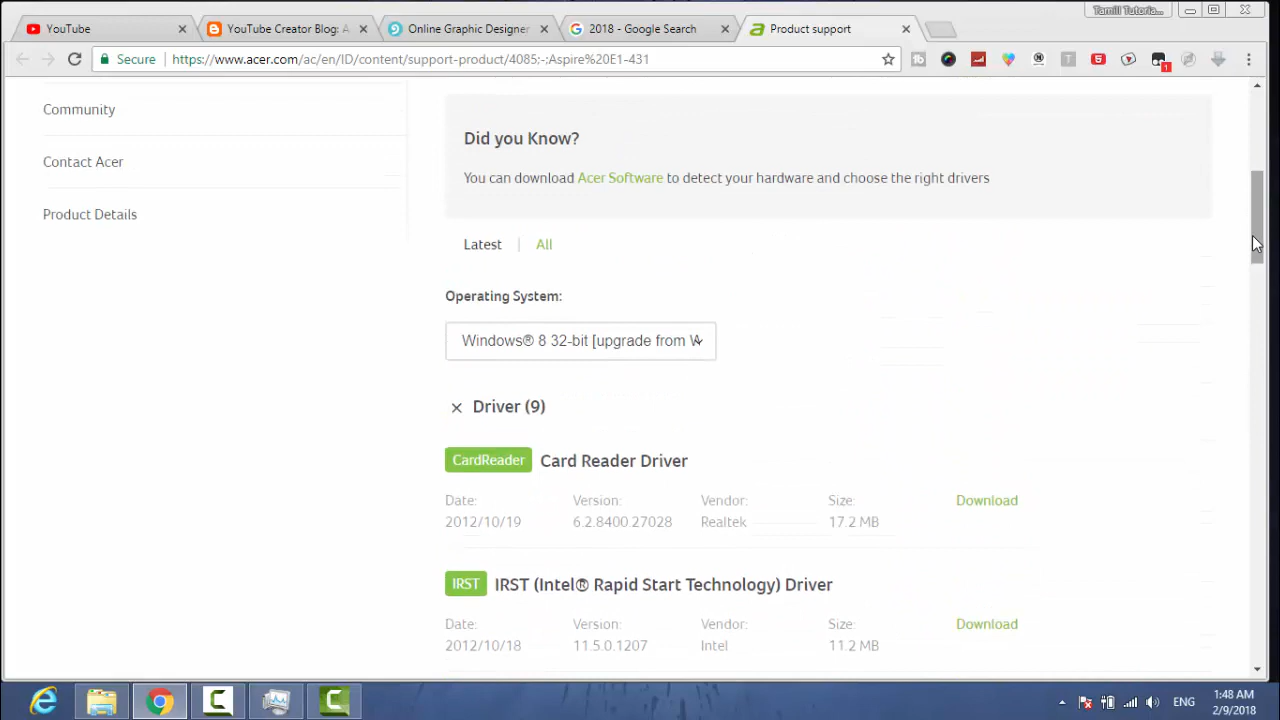 Tamill Tutoria...
YouTube
YouTube Creator Blog: A
Online Graphic Designer
2018 - Google Search
Product support
Secure
https://www.acer.com/ac/en/ID/content/support-product/4085:-;Aspire%20E1-431
1
Community
Contact Acer
Product Details
Did you Know?
You can download Acer Software to detect your hardware and choose the right drivers
Latest | All
Operating System:
Windows® 8 32-bit [upgrade from W
Driver (9)
CardReader Card Reader Driver
Date: Version: Vendor: Size: Download
2012/10/19 6.2.8400.27028 Realtek 17.2 MB
IRST IRST (Intel® Rapid Start Technology) Driver
Date: Version: Vendor: Size: Download
2012/10/18 11.5.0.1207 Intel 11.2 MB
ENG
1:48 AM
2/9/2018